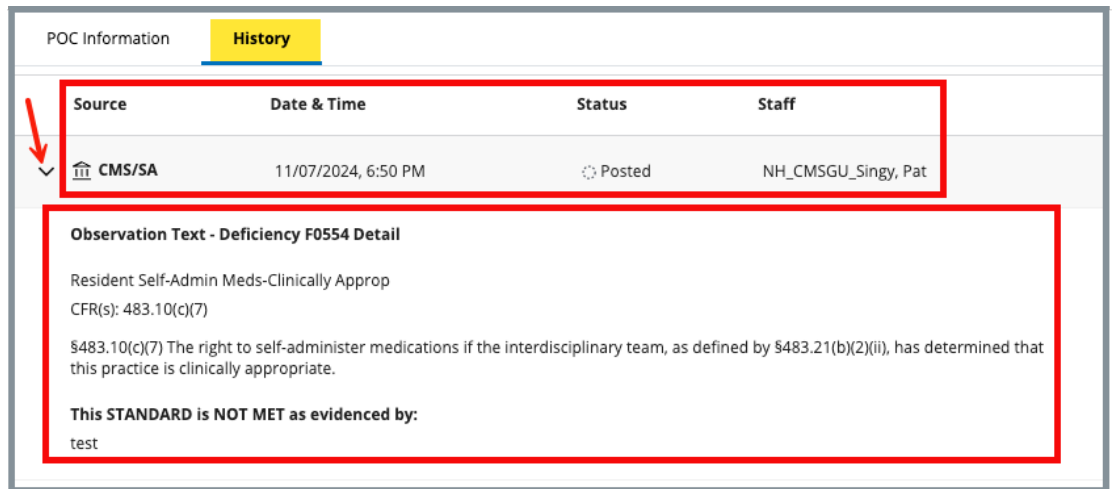 POC Information History
Source Date & Time Status Staff
CMS/SA 11/07/2024, 6:50 PM Posted NH_CMSGU_Singy, Pat
Observation Text - Deficiency F0554 Detail
Resident Self-Admin Meds-Clinically Approp
CFR(s): 483.10(c)(7)
§483.10(c)(7) The right to self-administer medications if the interdisciplinary team, as defined by §483.21(b)(2)(ii), has determined that
this practice is clinically appropriate.
This STANDARD is NOT MET as evidenced by:
test